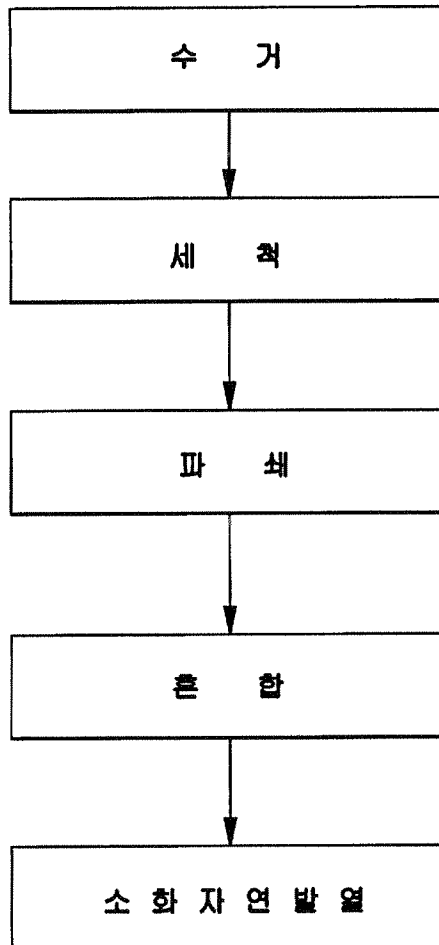 수 거
세 척
파 쇄
혼 합
소 화 자 연 발 열